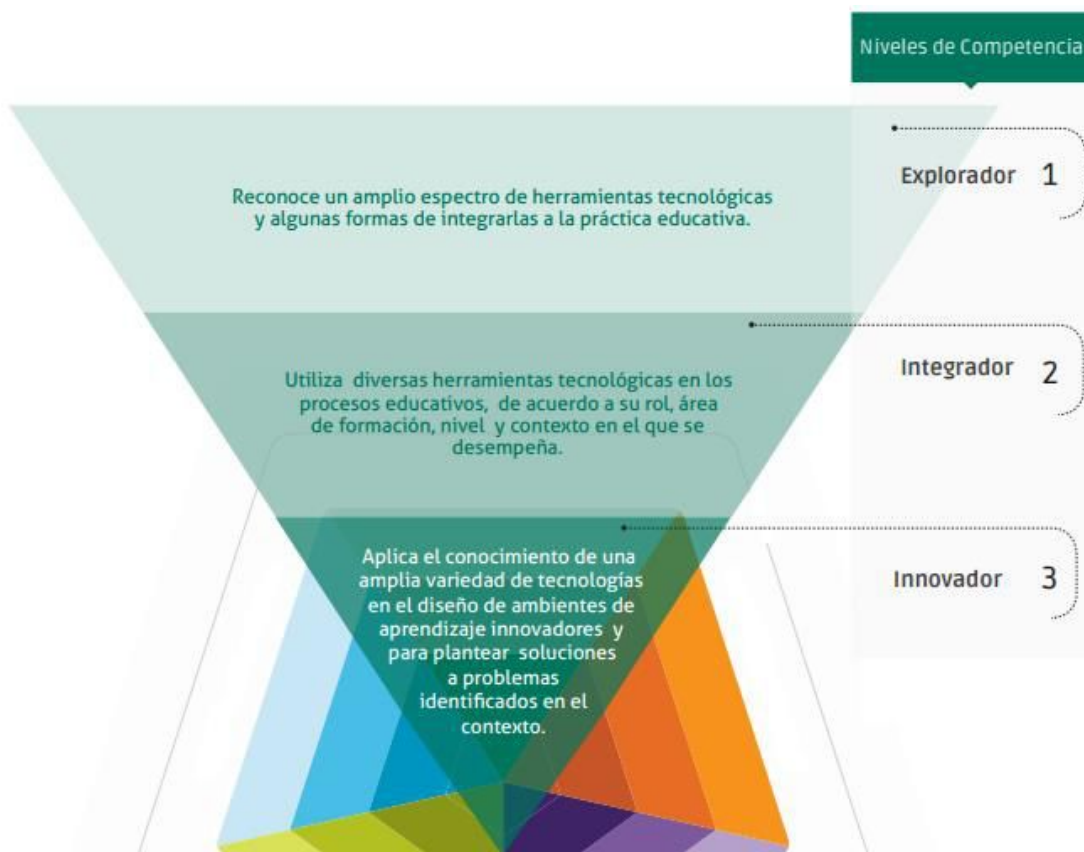 Niveles de Competencia
Explorador 1
Reconoce un amplio espectro de herramientas tecnológicas
y algunas formas de integrarlas a la práctica educativa.
Integrador 2
Utiliza diversas herramientas tecnológicas en los
procesos educativos, de acuerdo a su rol, área
de formación, nivel y contexto en el que se
desempeña.
Innovador 3
Aplica el conocimiento de una
amplia variedad de tecnologías
en el diseño de ambientes de
aprendizaje innovadores y
para plantear soluciones
a problemas
identificados en el
contexto.